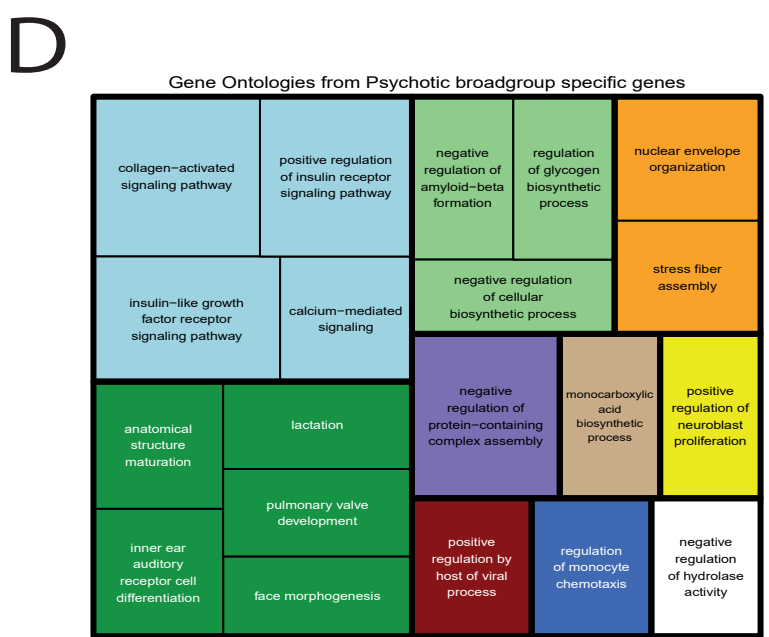 D
Gene Ontologies from Psychotic broadgroup specific genes
collagen−activated
signaling pathway
positive regulation
of insulin receptor
signaling pathway
insulin−like growth
factor receptor
signaling pathway
calcium−mediated
signaling
negative
regulation of
amyloid−beta
formation
regulation
of glycogen
biosynthetic
process
negative regulation
of cellular
biosynthetic process
nuclear envelope
organization
stress fiber
assembly
anatomical
structure
maturation
lactation
pulmonary valve
development
inner ear
auditory
receptor cell
differentiation
face morphogenesis
negative
regulation of
protein−containing
complex assembly
monocarboxylic
acid
biosynthetic
process
positive
regulation of
neuroblast
proliferation
positive
regulation by
host of viral
process
regulation
of monocyte
chemotaxis
negative
regulation
of hydrolase
activity